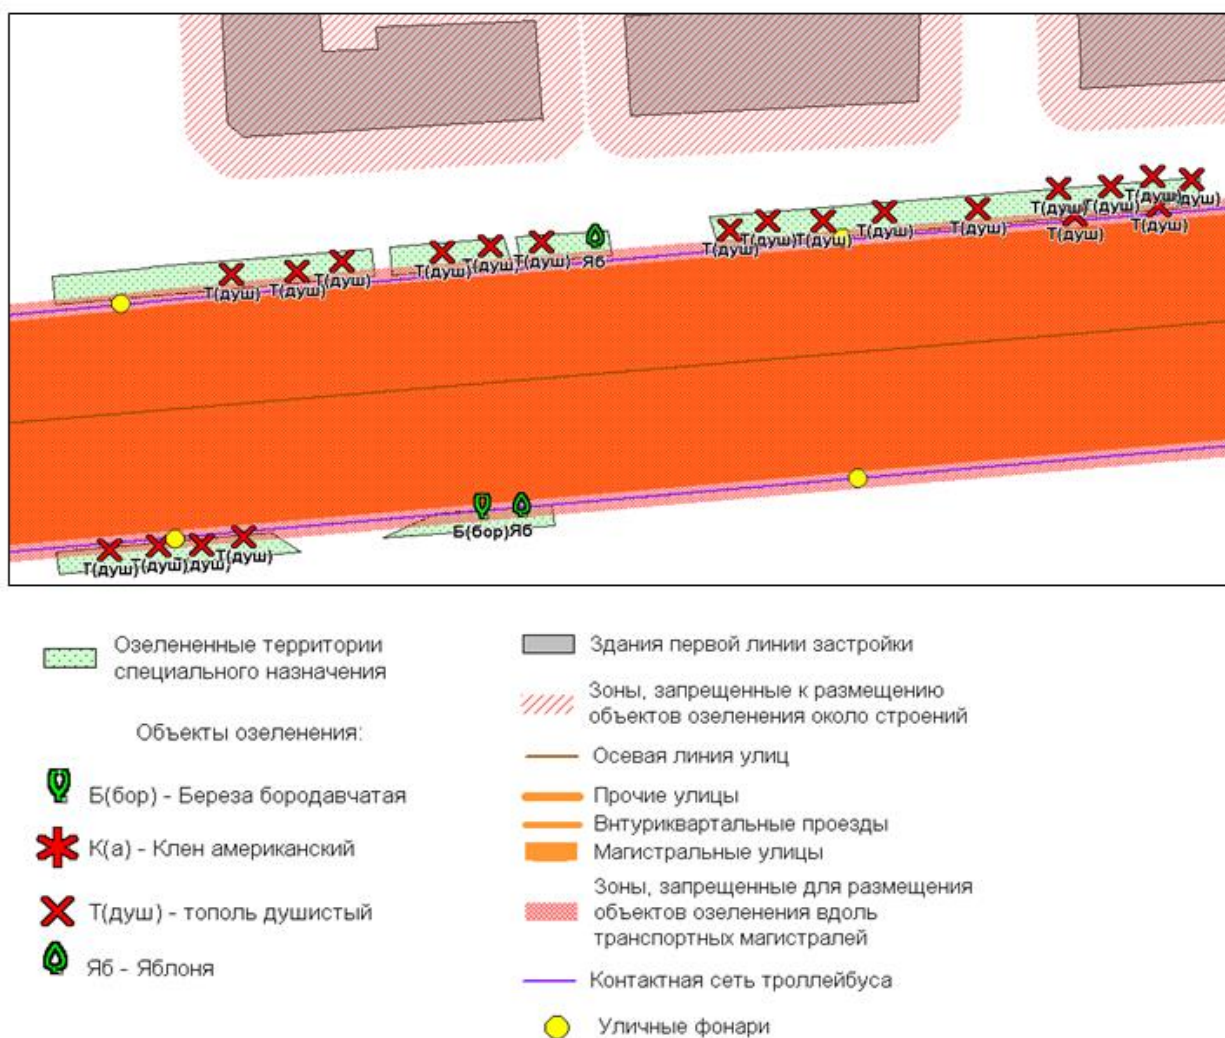 Т(душ)
Т(душ)
Т(душ)
Т(душ)
Т(душ)
Т(душ)
Яб
Т(душ)
Т(душ)
Т(душ)
Т(душ)
Т(душ)
Т(душ)
Т(душ)
Т(душ)
душ)
Т(душ)
Т(душ)
Б(бор)
Яб
Т(душ)
Т(душ)
душ)
Т(душ)
Озелененные территории
специального назначения
Объекты озеленения:
Б(бор) - Береза бородавчатая
К(а) - Клен американский
Т(душ) - тополь душистый
Яб - Яблоня
Здания первой линии застройки
Зоны, запрещенные к размещению
объектов озеленения около строений
Осевая линия улиц
Прочие улицы
Внтуриквартальные проезды
Магистральные улицы
Зоны, запрещенные для размещения
объектов озеленения вдоль
транспортных магистралей
Контактная сеть троллейбуса
Уличные фонари